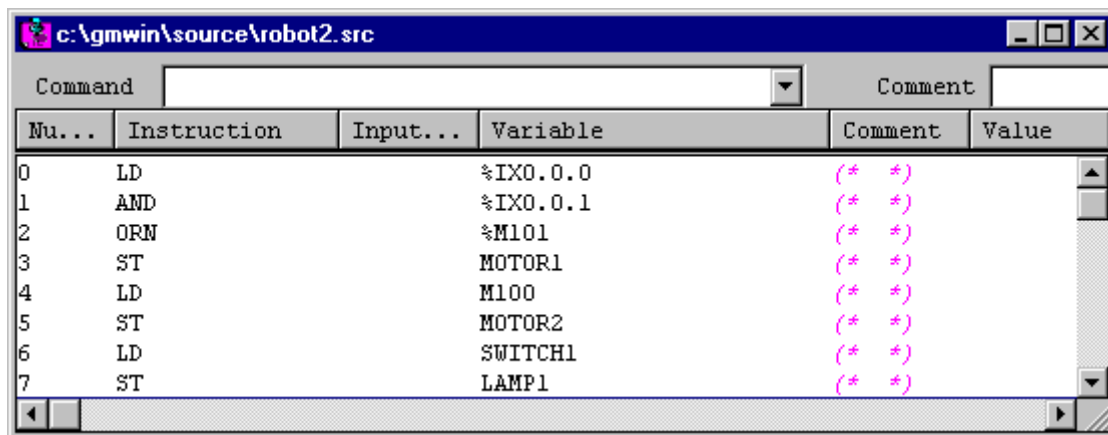 c:\gmwin\source\robot2.src
Command Comment
Nu... Instruction Input... Variable Comment Value
0 LD %IX0.0.0 (* *)
1 AND %IX0.0.1 (* *)
2 ORN %M101 (* *)
3 ST MOTOR1 (* *)
4 LD M100 (* *)
5 ST MOTOR2 (* *)
6 LD SWITCH1 (* *)
7 ST LAMP1 (* *)